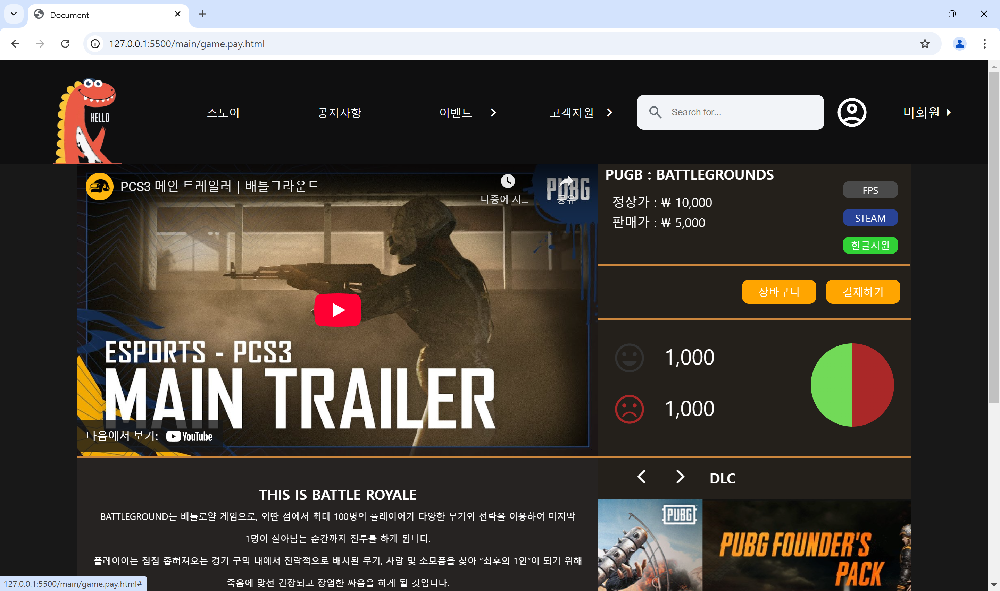 Document
127.0.0.1:5500/main/game.pay.html
HELLO
스토어
공지사항
이벤트
고객지원
Search for...
비회원
PCS3 메인 트레일러 | 배틀그라운드
나중에 시...
공유
PUBG
ESPORTS - PCS3
MAIN TRAILER
다음에서 보기: YouTube
PUGB : BATTLEGROUNDS
정상가 : ₩ 10,000
판매가 : ₩ 5,000
FPS
STEAM
한글지원
장바구니
결제하기
1,000
1,000
THIS IS BATTLE ROYALE
BATTLEGROUND는 배틀로얄 게임으로, 외딴 섬에서 최대 100명의 플레이어가 다양한 무기와 전략을 이용하여 마지막
1명이 살아남는 순간까지 전투를 하게 됩니다.
플레이어는 점점 좁혀져오는 경기 구역 내에서 전략적으로 배치된 무기, 차량 및 소모품을 찾아 “최후의 1인”이 되기 위해
죽음에 맞선 긴장되고 장엄한 싸움을 하게 될 것입니다.
DLC
PUBG
PUBG FOUNDER'S
PACK
127.0.0.1:5500/main/game.pay.html#